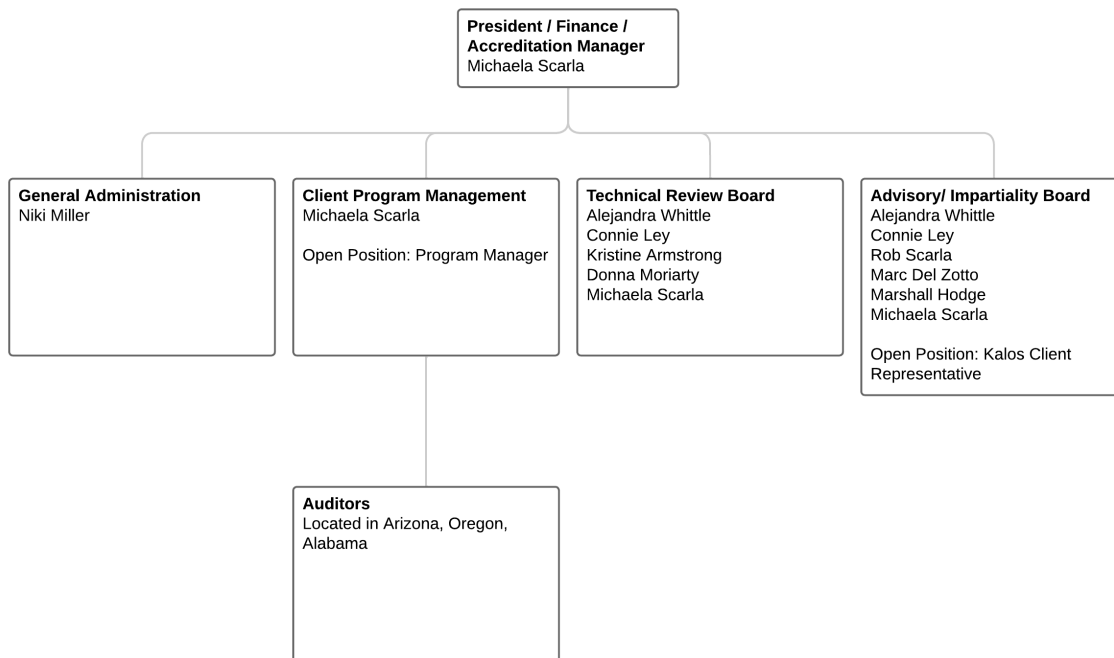 President / Finance /
Accreditation Manager
Michaela Scarla
General Administration
Niki Miller
Client Program Management
Michaela Scarla
Open Position: Program Manager
Technical Review Board
Alejandra Whittle
Connie Ley
Kristine Armstrong
Donna Moriarty
Michaela Scarla
Advisory/ Impartiality Board
Alejandra Whittle
Connie Ley
Rob Scarla
Marc Del Zotto
Marshall Hodge
Michaela Scarla
Open Position: Kalos Client
Representative
Auditors
Located in Arizona, Oregon,
Alabama